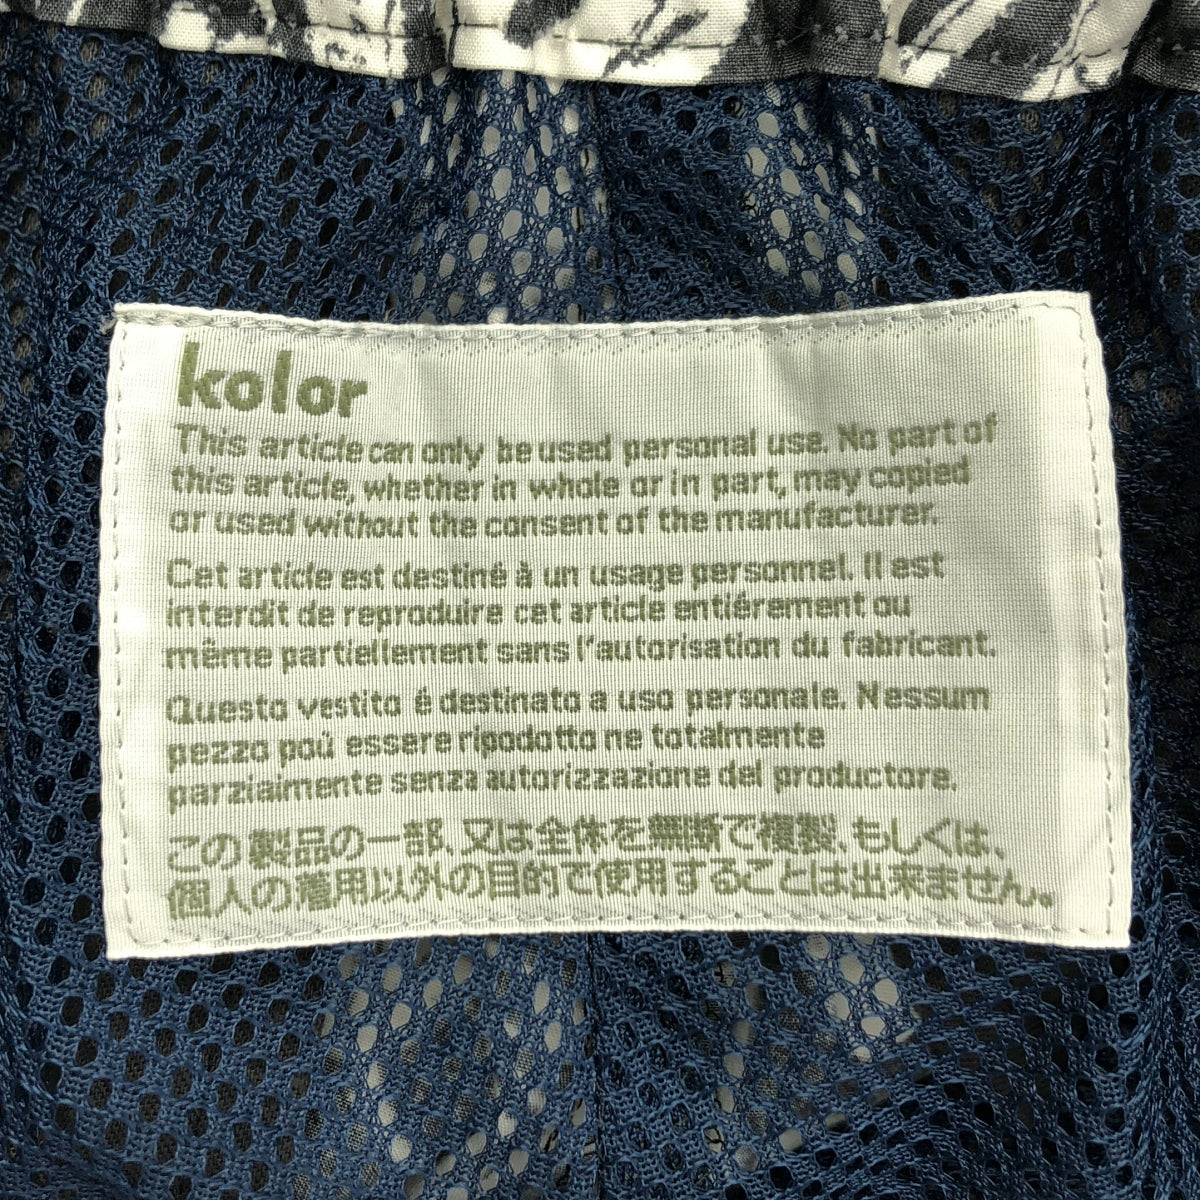 kolor
This article can only be used personal use. No part of
this article, whether in whole or in part, may copied
or used without the consent of the manufacturer.
Cet article est destiné à un usage personnel. Il est
interdit de reproduire cet article entiérement ou
même partiellement sans l'autorisation du fabricant.
Questo vestito é destinato a uso personale. Nessum
pezzo poú essere ripodotto ne totalmente
parziaimente senza autorizzazione del productore.
この製品の一部、又は全体を無断で複製、もしくは、
個人の着用以外の目的で使用することは出来ません。